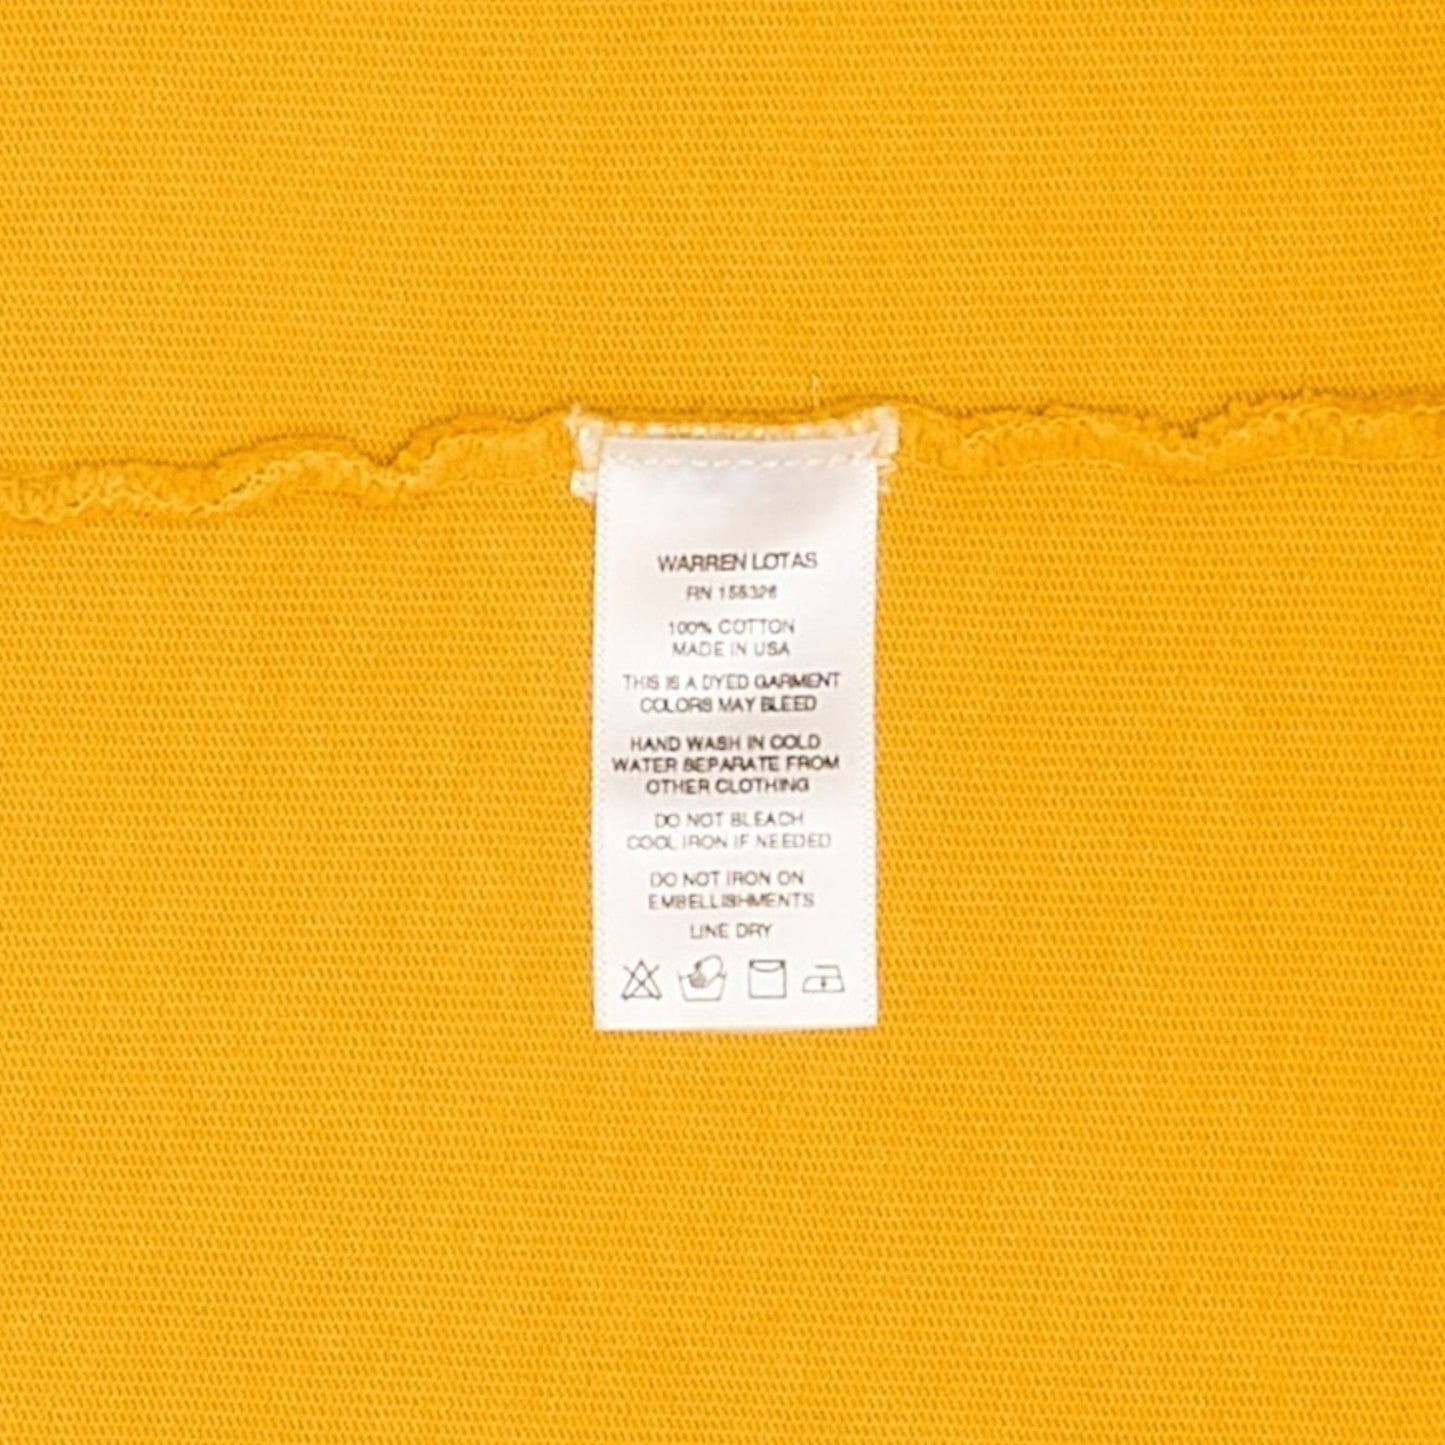 WARREN LOTAS
RN 155326
100% COTTON
MADE IN USA
THIS IS A DYED GARMENT
COLORS MAY BLEED
HAND WASH IN COLD
WATER SEPARATE FROM
OTHER CLOTHING
DO NOT BLEACH
COOL IRON IF NEEDED
DO NOT IRON ON
EMBELLISHMENTS
LINE DRY